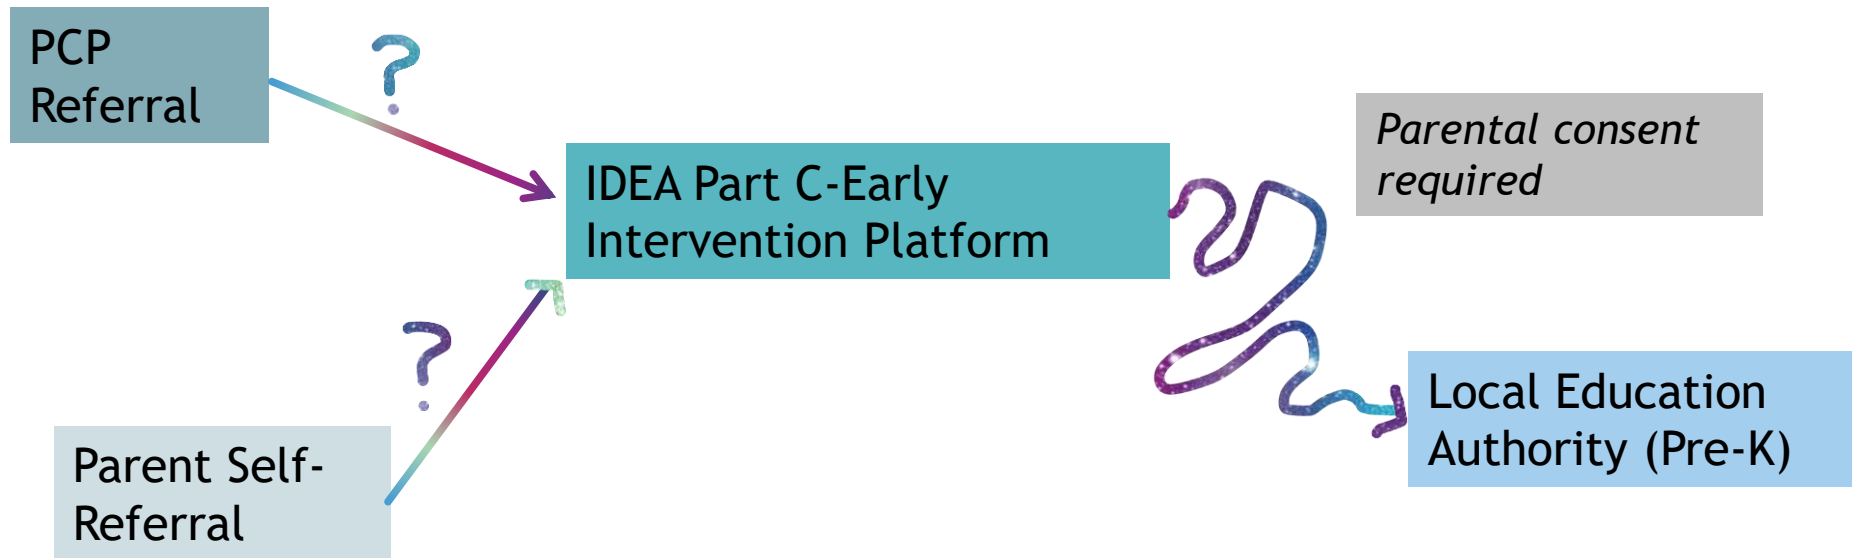 PCP
Referral
?
IDEA Part C-Early
Intervention Platform
Parental consent
required
?
Parent Self-
Referral
Local Education
Authority (Pre-K)